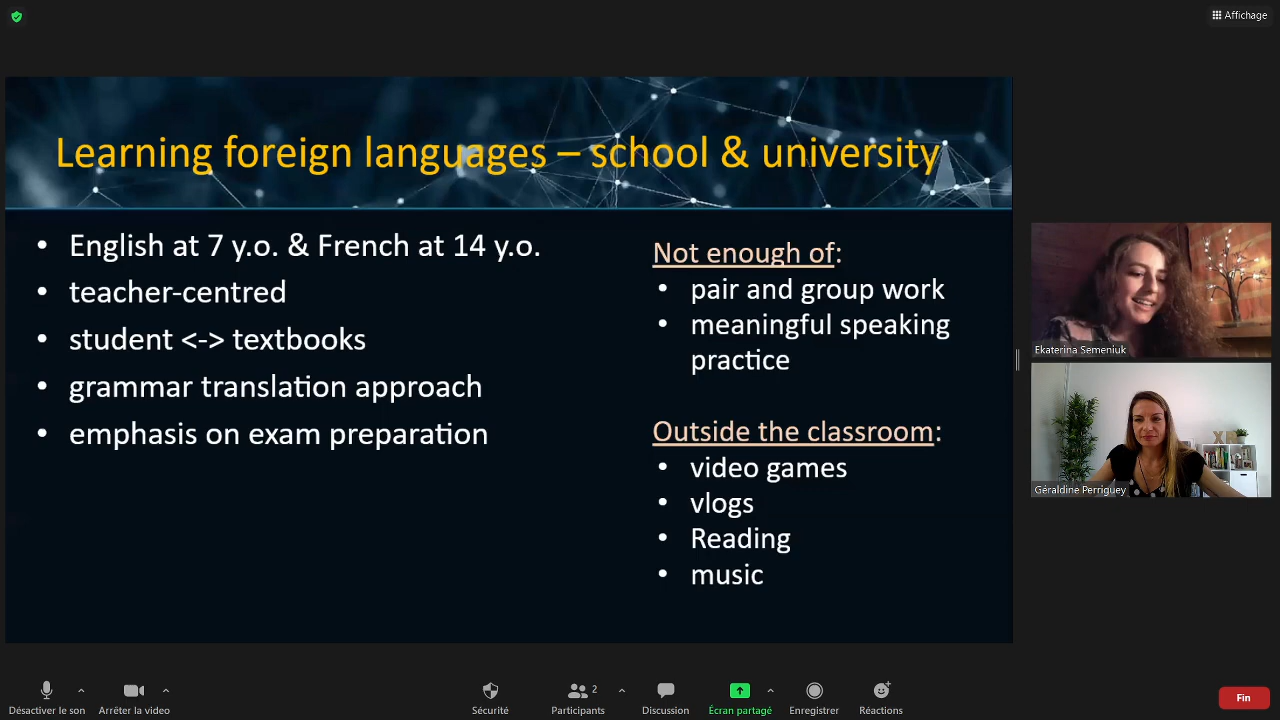 Affichage
Learning foreign languages – school & university
• English at 7 y.o. & French at 14 y.o.
• teacher-centred
• student <-> textbooks
• grammar translation approach
• emphasis on exam preparation
Not enough of:
• pair and group work
• meaningful speaking
practice
Outside the classroom:
• video games
• vlogs
• Reading
• music
Ekaterina Semeniuk
Géraldine Perriguey
Désactiver le son
Arrêter la video
Sécurité
2
Participants
Discussion
Écran partagé
Enregistrer
Réactions
Fin